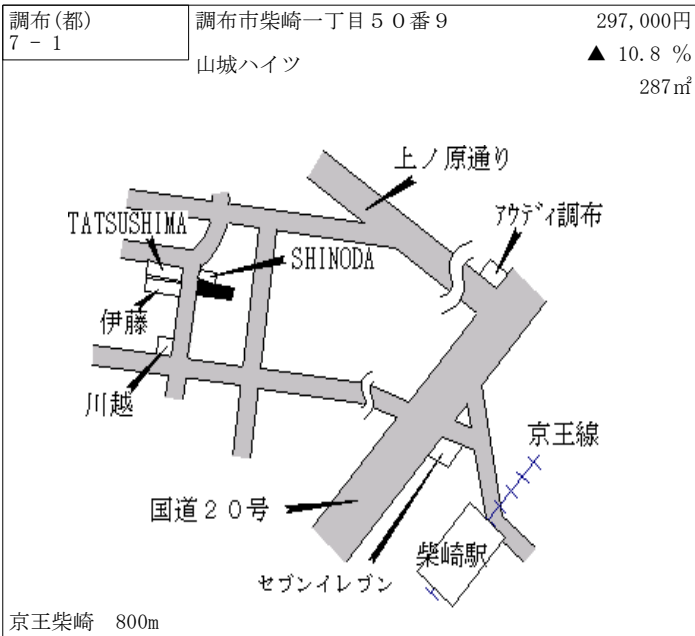 調布(都)
7 - 1
調布市柴崎一丁目５０番９
297,000円
山城ハイツ
▲ 10.8 %
287㎡
上ノ原通り
TATSUSHIMA
ｱｳﾃﾞｨ調布
SHINODA
伊藤
川越
京王線
国道２０号
柴崎駅
セブンイレブン
京王柴崎　800m